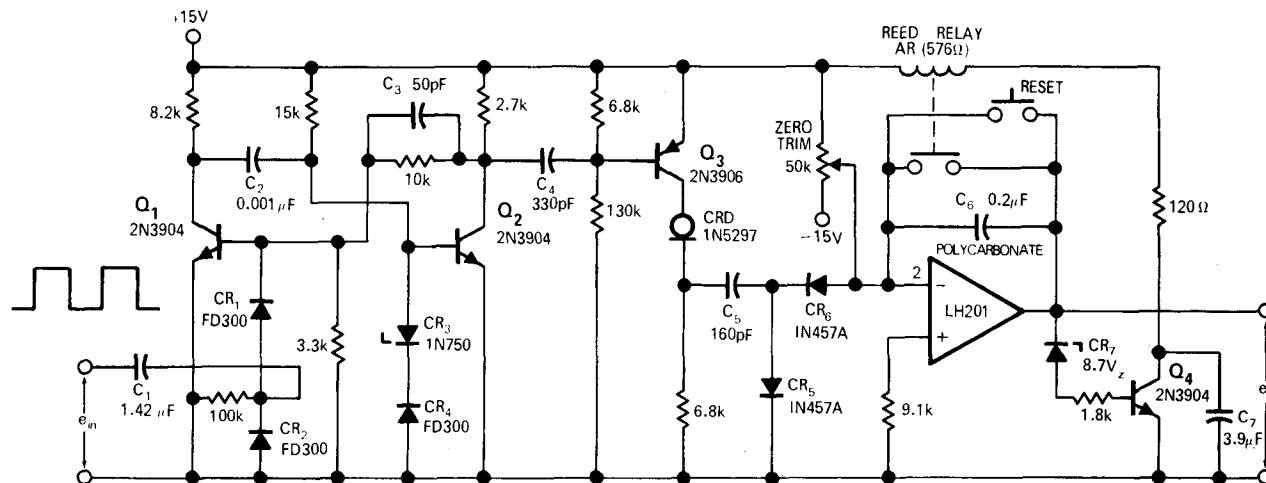 +15V
8.2k
15k
C3 50pF
10k
2.7k
6.8k
REED RELAY
AR (576Ω)
RESET
ZERO
TRIM
50k
-15V
C2
0.001μF
Q1
2N3904
Q2
2N3904
C4
330pF
130k
Q3
2N3906
CRD
1N5297
C6 0.2μF
POLYCARBONATE
120Ω
2
−
+
LH201
CR1
FD300
3.3k
CR3
1N750
C5
160pF
CR6
IN457A
CR7
8.7Vz
Q4
2N3904
C1
1.42 μF
100k
CR2
FD300
CR4
FD300
6.8k
CR5
IN457A
9.1k
1.8k
C7
3.9μF
ein
e